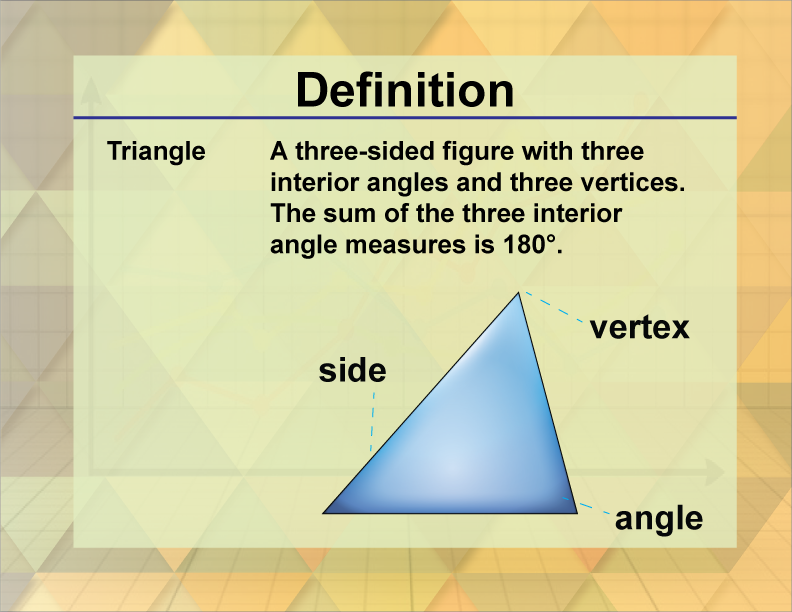 Definition
Triangle
A three-sided figure with three
interior angles and three vertices.
The sum of the three interior
angle measures is 180°.
vertex
side
angle